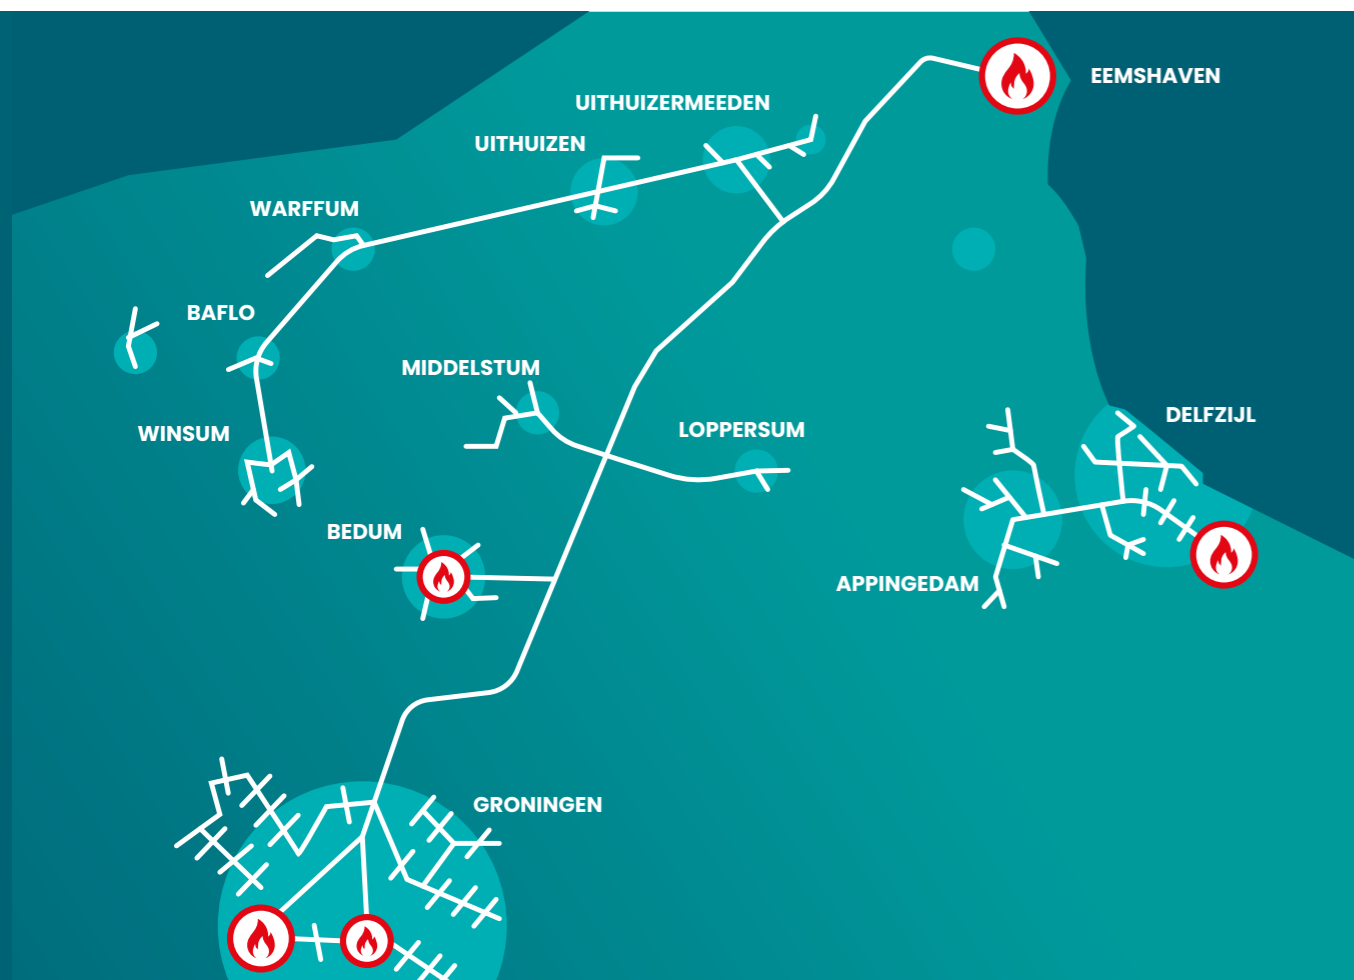 EEMSHAVEN
UITHUIZERMEEDEN
UITHUIZEN
WARFFUM
BAFLO
MIDDELSTUM
DELFZIJL
LOPPERSUM
WINSUM
BEDUM
APPINGEDAM
GRONINGEN